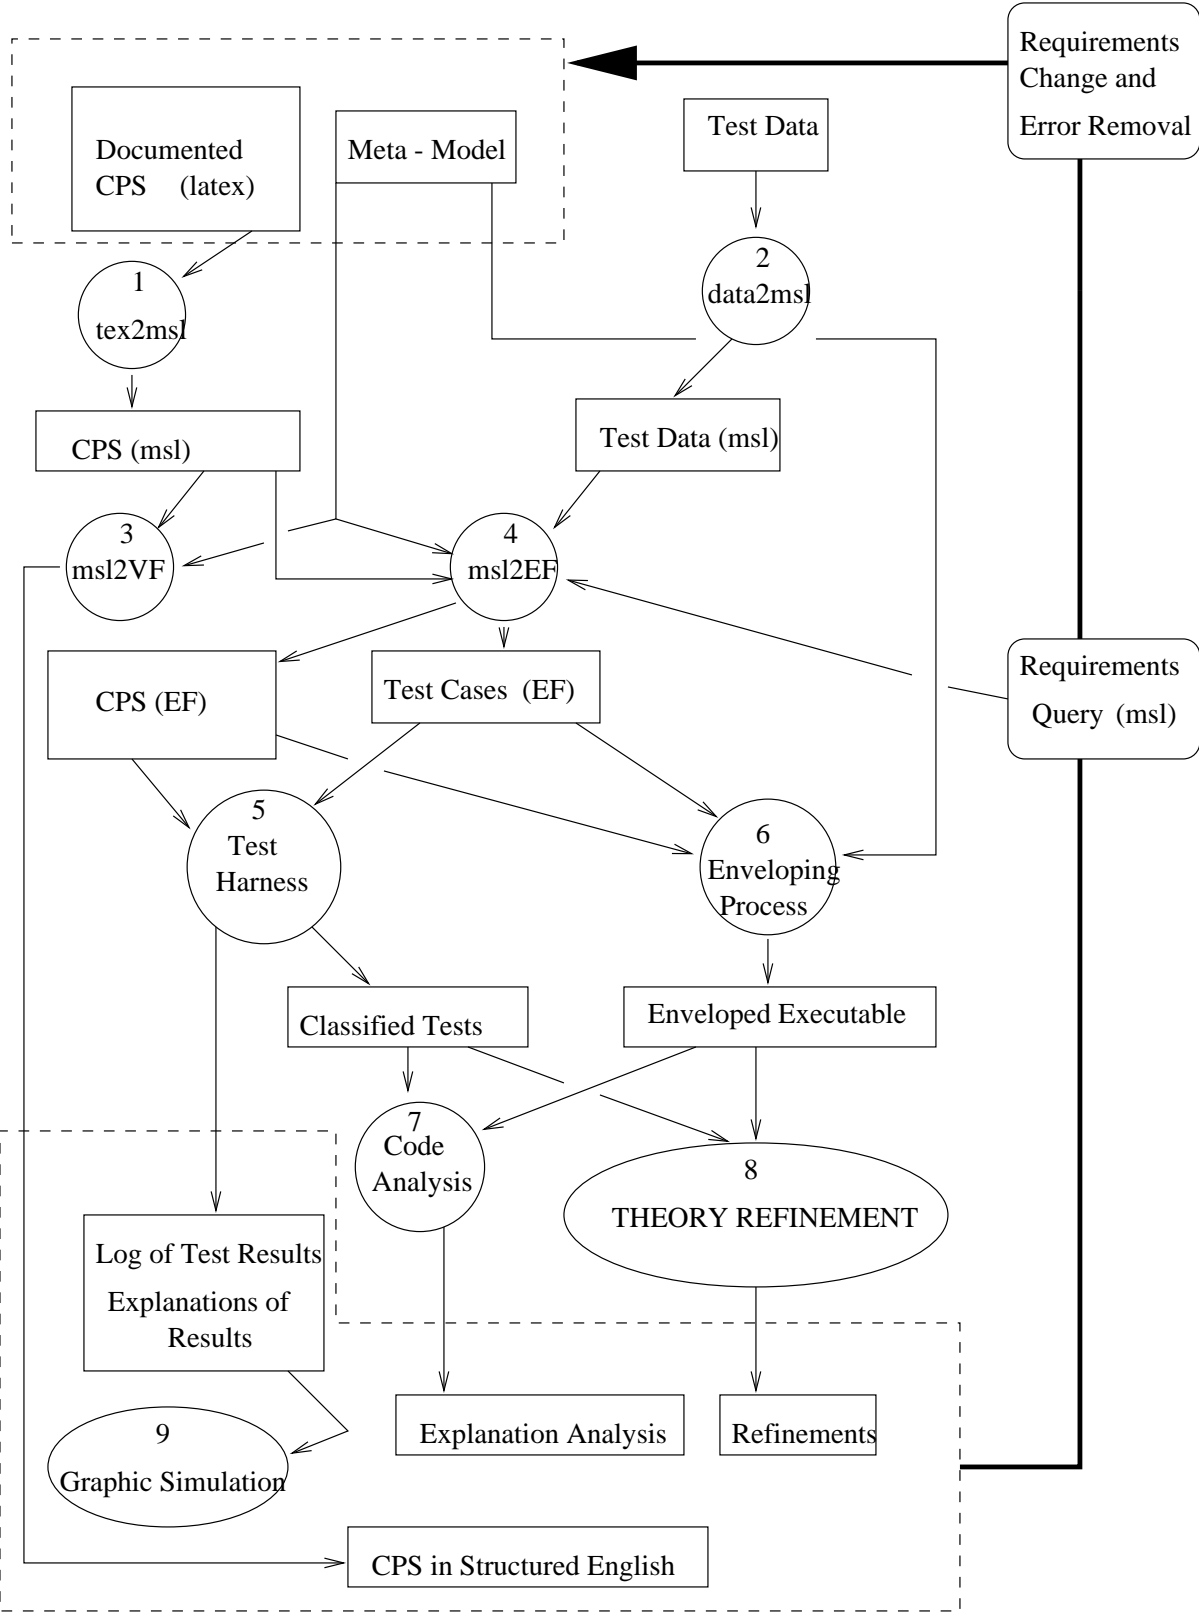 Requirements
Change and
Error Removal
Test Data
Documented
CPS (latex)
Meta - Model
1
tex2msl
2
data2msl
CPS (msl)
Test Data (msl)
3
msl2VF
4
msl2EF
Requirements
Query (msl)
CPS (EF)
Test Cases (EF)
5
Test
Harness
6
Enveloping
Process
Classified Tests
Enveloped Executable
7
Code
Analysis
8
THEORY REFINEMENT
Log of Test Results
Explanations of
Results
9
Graphic Simulation
Explanation Analysis
Refinements
CPS in Structured English